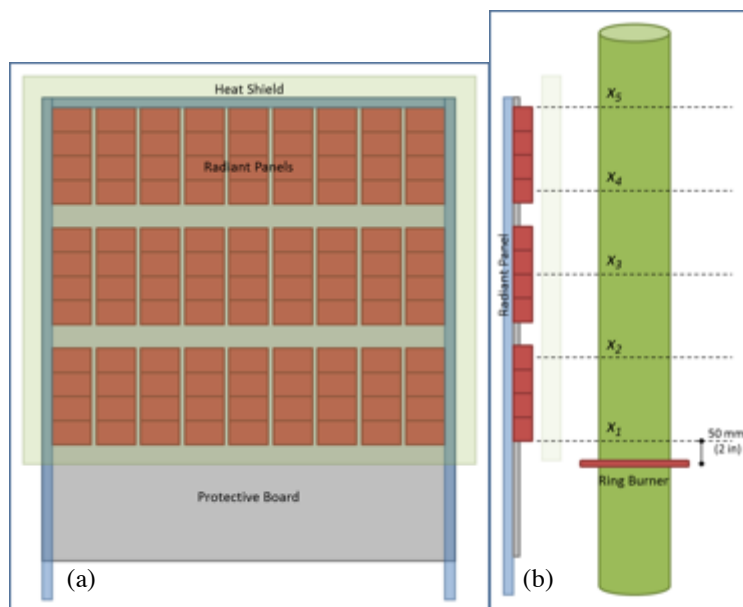 Heat Shield
Radiant Panels
Protective Board
(a)
Radiant Panel
x5
x4
x3
x2
x1
50 mm
(2 in)
Ring Burner
(b)